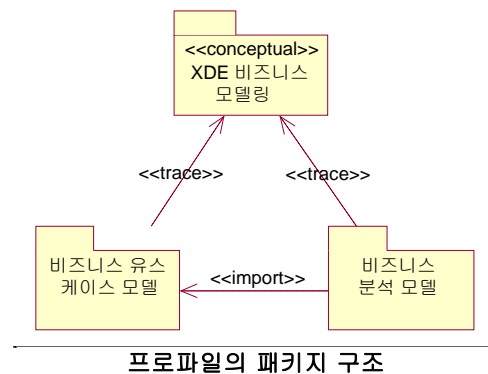 <<conceptual>>
XDE 비즈니스
모델링
<<trace>>
<<trace>>
비즈니스 유스
케이스 모델
<<import>>
비즈니스
분석 모델
프로파일의 패키지 구조